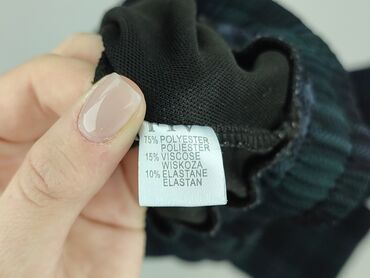 75% POLYESTER
POLIESTER
15% VISCOSE
WISKOZA
10% ELASTANE
ELASTAN